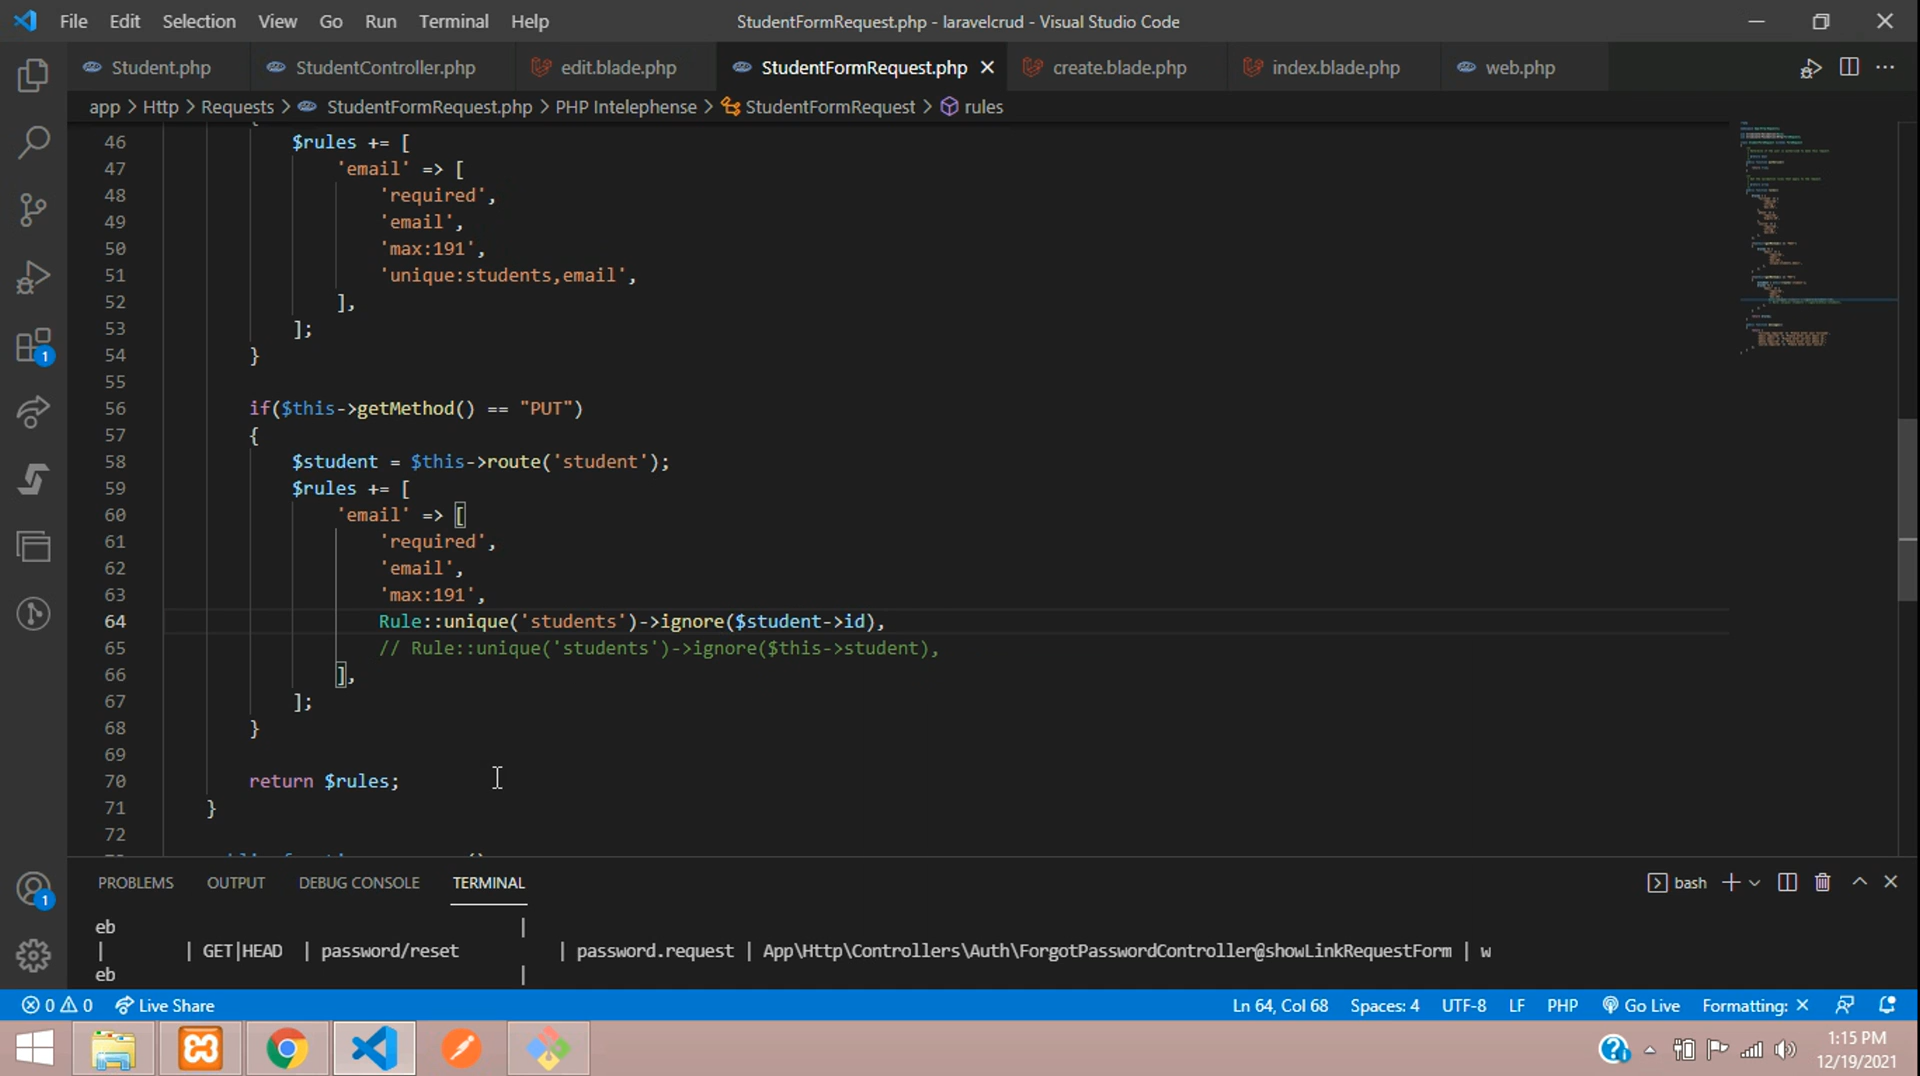 File Edit Selection View Go Run Terminal Help StudentFormRequest.php - laravelcrud - Visual Studio Code
Student.php StudentController.php edit.blade.php StudentFormRequest.php create.blade.php index.blade.php web.php
app > Http > Requests > StudentFormRequest.php > PHP Intelephense > StudentFormRequest > rules
46 $rules += [
47 'email' => [
48 'required',
49 'email',
50 'max:191',
51 'unique:students,email',
52 ],
53 ];
54 }
55
56 if($this->getMethod() == "PUT")
57 {
58 $student = $this->route('student');
59 $rules += [
60 'email' => [
61 'required',
62 'email',
63 'max:191',
64 Rule::unique('students')->ignore($student->id),
65 // Rule::unique('students')->ignore($this->student),
66 ],
67 ];
68 }
69
70 return $rules;
71 }
72
PROBLEMS OUTPUT DEBUG CONSOLE TERMINAL bash
eb |
| | GET|HEAD | password/reset | password.request | App\Http\Controllers\Auth\ForgotPasswordController@showLinkRequestForm | w
eb |
0 0 Live Share Ln 64, Col 68 Spaces: 4 UTF-8 LF PHP Go Live Formatting: ×
1:15 PM
12/19/2021
1
1